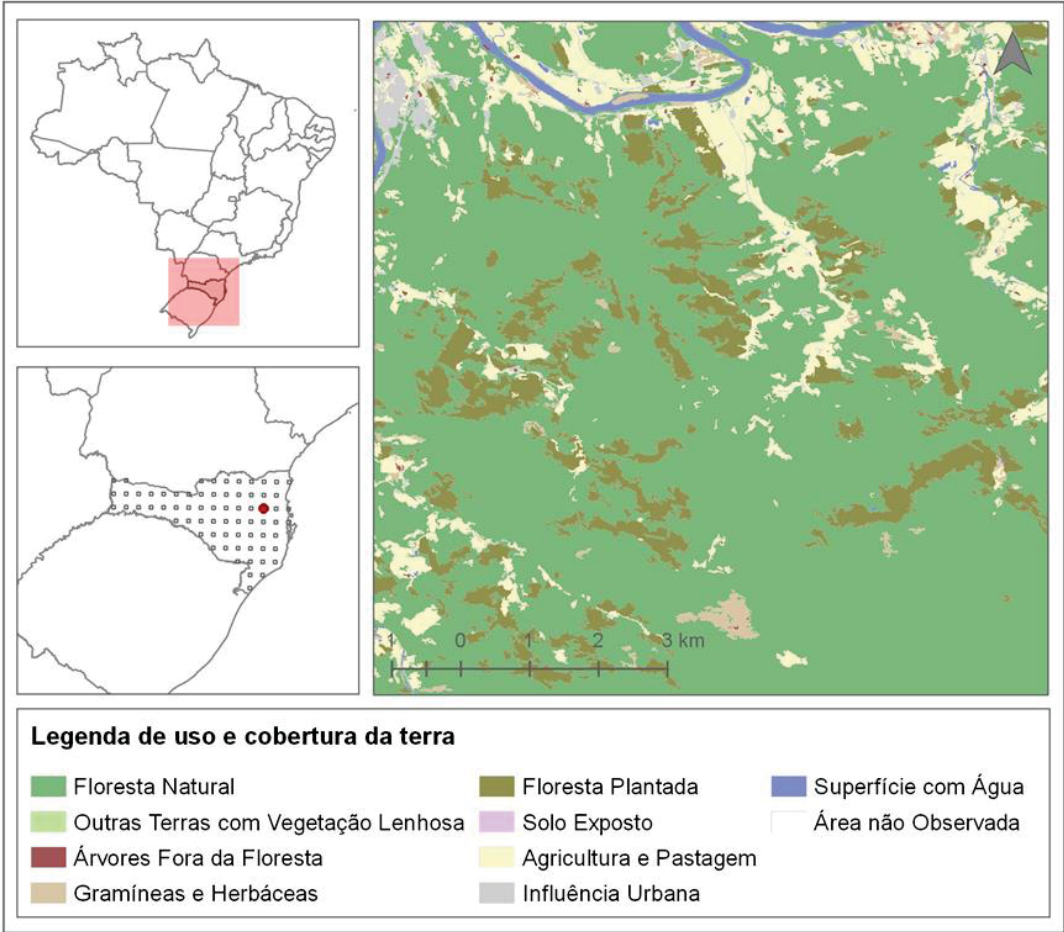 1 0 1 2 3 km
Legenda de uso e cobertura da terra
Floresta Natural
Outras Terras com Vegetação Lenhosa
Árvores Fora da Floresta
Gramíneas e Herbáceas
Floresta Plantada
Solo Exposto
Agricultura e Pastagem
Influência Urbana
Superfície com Água
Área não Observada